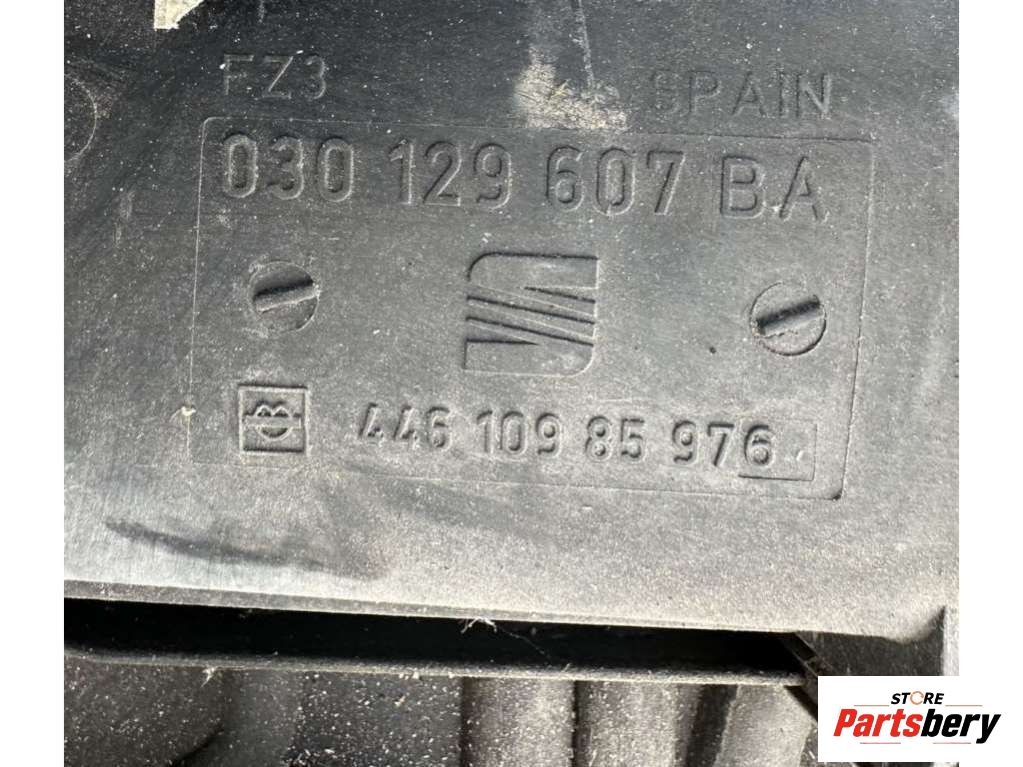 FZ3 SPAIN
030 129 607 BA
446 109 85 976
STORE
Partsbery